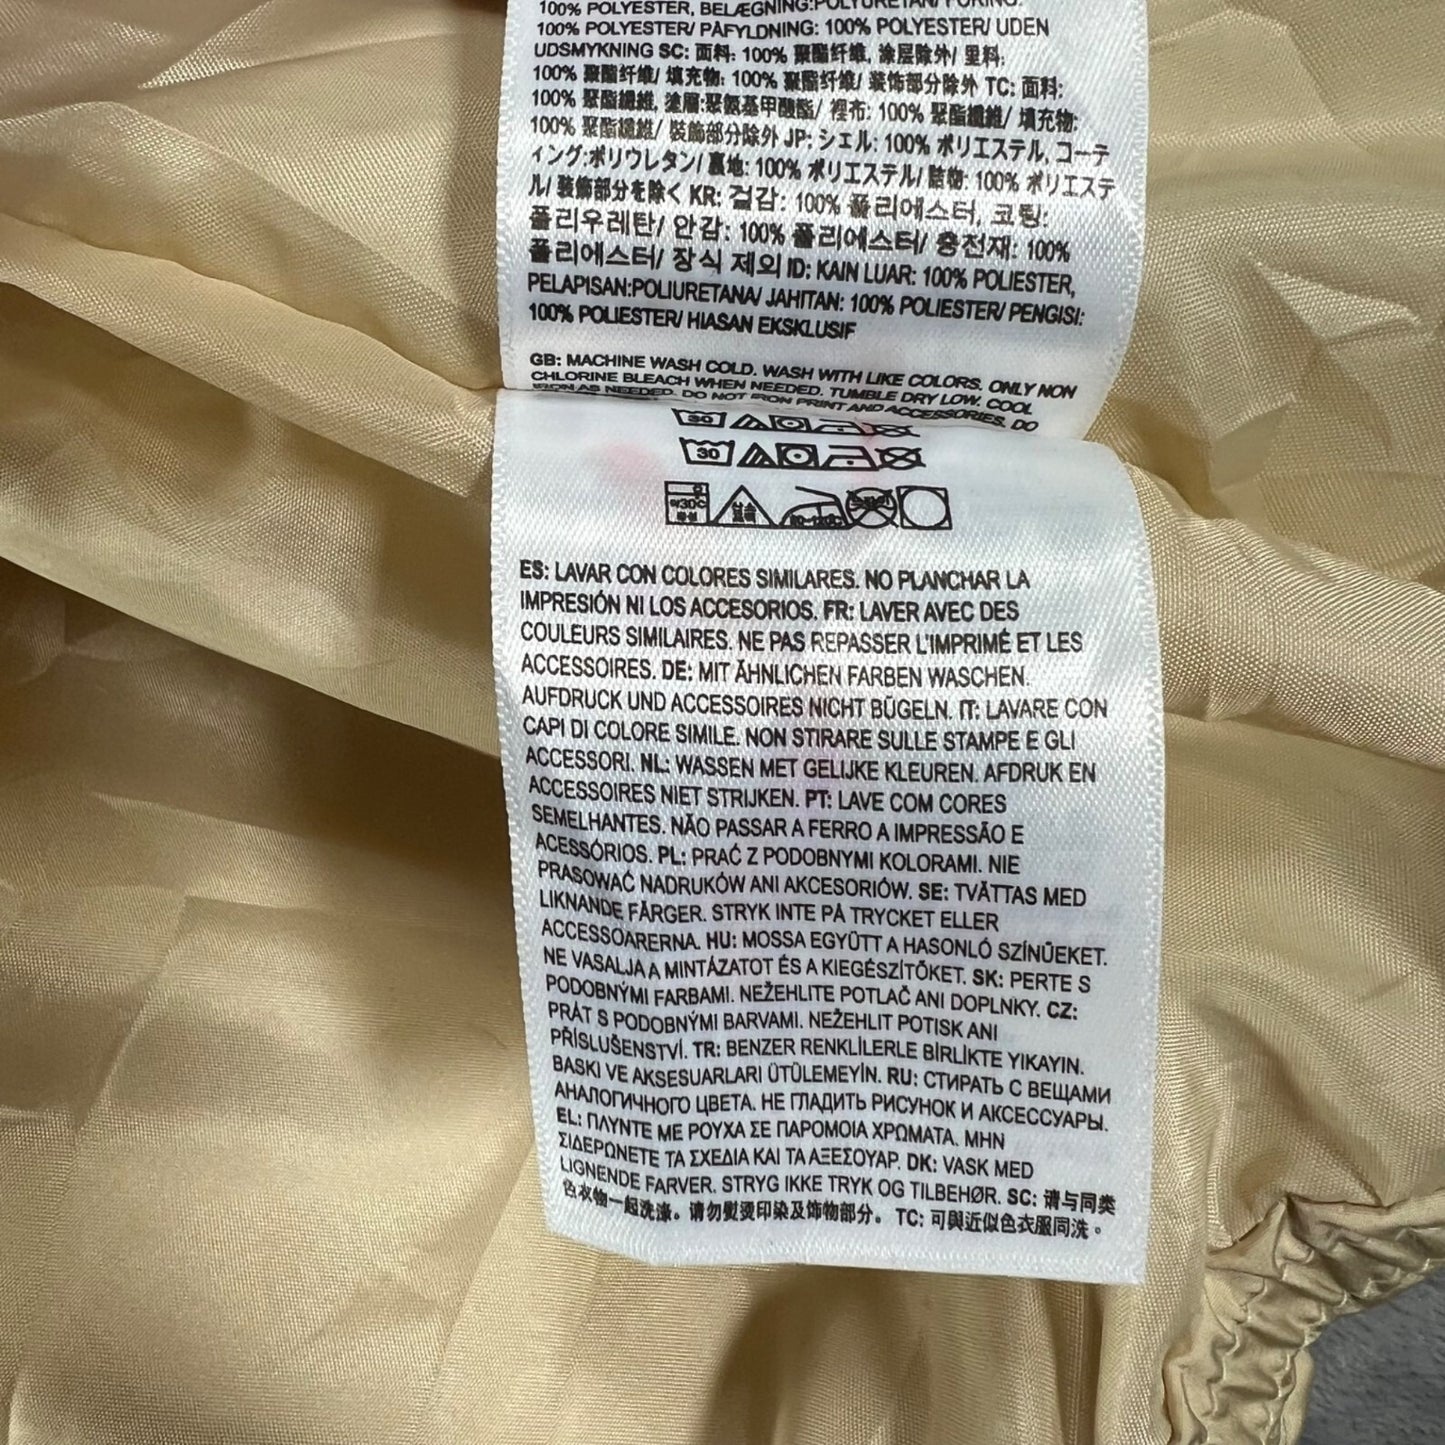 100% POLYESTER, BELÆGNING:POLYURETAN/ FORING:
100% POLYESTER/ PÅFYLDNING: 100% POLYESTER/ UDEN
UDSMYKNING SC: 面料: 100% 聚酯纤维, 涂层除外/ 里料:
100% 聚酯纤维/ 填充物: 100% 聚酯纤维/ 装饰部分除外 TC: 面料:
100% 聚酯纖維, 塗層:聚氨基甲酸酯/ 裡布: 100% 聚酯纖維/ 填充物:
100% 聚酯纖維/ 裝飾部分除外 JP: シェル: 100% ポリエステル, コーテ
ィング:ポリウレタン/ 裏地: 100% ポリエステル/ 詰物: 100% ポリエステ
ル/ 装飾部分を除く KR: 겉감: 100% 폴리에스터, 코팅:
폴리우레탄/ 안감: 100% 폴리에스터/ 충전재: 100%
폴리에스터/ 장식 제외 ID: KAIN LUAR: 100% POLIESTER,
PELAPISAN:POLIURETANA/ JAHITAN: 100% POLIESTER/ PENGISI:
100% POLIESTER/ HIASAN EKSKLUSIF
GB: MACHINE WASH COLD. WASH WITH LIKE COLORS. ONLY NON
CHLORINE BLEACH WHEN NEEDED. TUMBLE DRY LOW. COOL
IRON AS NEEDED. DO NOT IRON PRINT AND ACCESSORIES. DO
30
30
약30℃
중성
80~120℃
ES: LAVAR CON COLORES SIMILARES. NO PLANCHAR LA
IMPRESIÓN NI LOS ACCESORIOS. FR: LAVER AVEC DES
COULEURS SIMILAIRES. NE PAS REPASSER L'IMPRIMÉ ET LES
ACCESSOIRES. DE: MIT ÄHNLICHEN FARBEN WASCHEN.
AUFDRUCK UND ACCESSOIRES NICHT BÜGELN. IT: LAVARE CON
CAPI DI COLORE SIMILE. NON STIRARE SULLE STAMPE E GLI
ACCESSORI. NL: WASSEN MET GELIJKE KLEUREN. AFDRUK EN
ACCESSOIRES NIET STRIJKEN. PT: LAVE COM CORES
SEMELHANTES. NÃO PASSAR A FERRO A IMPRESSÃO E
ACESSÓRIOS. PL: PRAĆ Z PODOBNYMI KOLORAMI. NIE
PRASOWAĆ NADRUKÓW ANI AKCESORIÓW. SE: TVÄTTAS MED
LIKNANDE FÄRGER. STRYK INTE PÅ TRYCKET ELLER
ACCESSOARERNA. HU: MOSSA EGYÜTT A HASONLÓ SZÍNŰEKET.
NE VASALJA A MINTÁZATOT ÉS A KIEGÉSZÍTŐKET. SK: PERTE S
PODOBNÝMI FARBAMI. NEŽEHLITE POTLAČ ANI DOPLNKY. CZ:
PRÁT S PODOBNÝMI BARVAMI. NEŽEHLIT POTISK ANI
PŘÍSLUŠENSTVÍ. TR: BENZER RENKLİLERLE BİRLİKTE YIKAYIN.
BASKI VE AKSESUARLARI ÜTÜLEMEYİN. RU: СТИРАТЬ С ВЕЩАМИ
АНАЛОГИЧНОГО ЦВЕТА. НЕ ГЛАДИТЬ РИСУНОК И АКСЕССУАРЫ.
EL: ΠΛΥΝΤΕ ΜΕ ΡΟΥΧΑ ΣΕ ΠΑΡΟΜΟΙΑ ΧΡΩΜΑΤΑ. ΜΗΝ
ΣΙΔΕΡΩΝΕΤΕ ΤΑ ΣΧΕΔΙΑ ΚΑΙ ΤΑ ΑΞΕΣΟΥΑΡ. DK: VASK MED
LIGNENDE FARVER. STRYG IKKE TRYK OG TILBEHØR. SC: 请与同类
色衣物一起洗涤。请勿熨烫印染及饰物部分。 TC: 可與近似色衣服同洗。